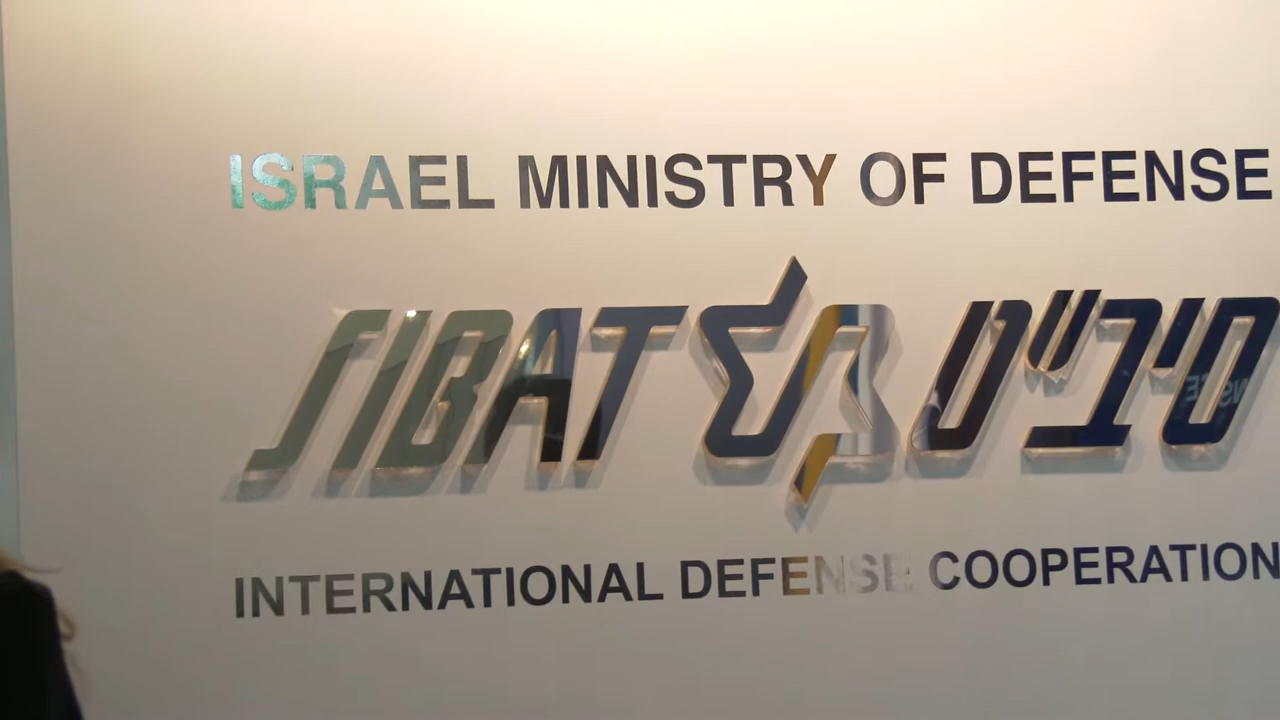 ISRAEL MINISTRY OF DEFENSE
SIBAT סיב"ט
INTERNATIONAL DEFENSE COOPERATION